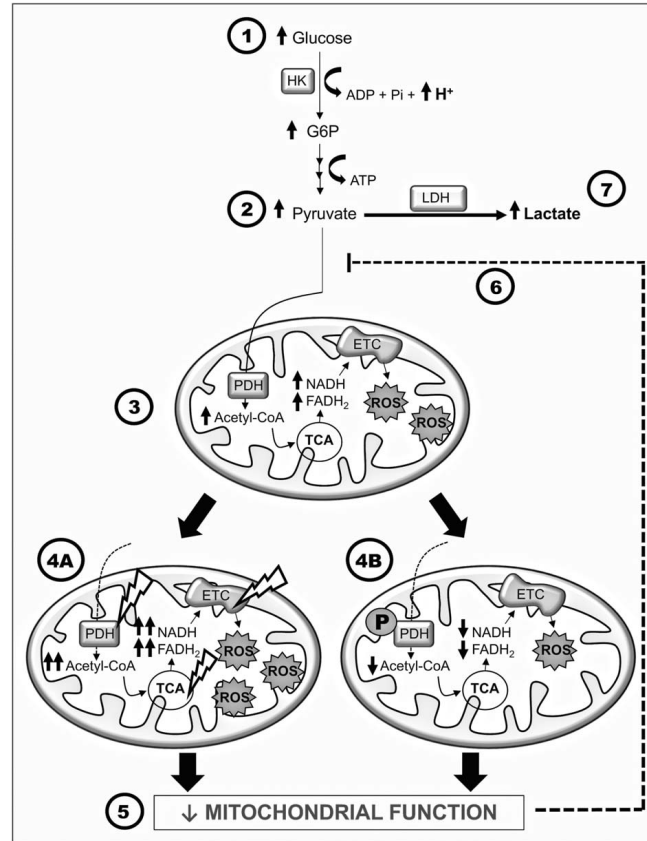 1 ↑ Glucose
HK
ADP + Pi + ↑ H⁺
↑ G6P
ATP
2 ↑ Pyruvate
LDH
↑ Lactate
7
6
3
ETC
PDH
↑ NADH
↑ FADH₂
ROS
ROS
↑ Acetyl-CoA
TCA
4A
ETC
PDH
↑↑ NADH
↑↑ FADH₂
ROS
↑↑ Acetyl-CoA
TCA
ROS
ROS
4B
ETC
P
PDH
↓ NADH
↓ FADH₂
ROS
↓ Acetyl-CoA
TCA
5 ↓ MITOCHONDRIAL FUNCTION